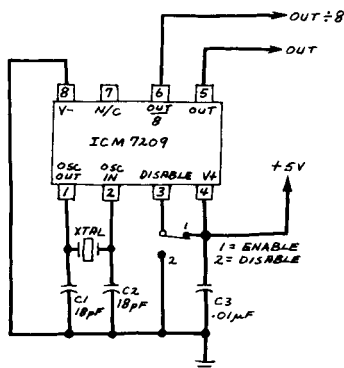 OUT ÷ 8
OUT
8 7 6 5
V- N/C OUT/8 OUT
ICM 7209
OSC OUT OSC IN DISABLE V+
1 2 3 4
+5V
XTAL
1
2
1 = ENABLE
2 = DISABLE
C1
18pF
C2
18pF
C3
.01µF